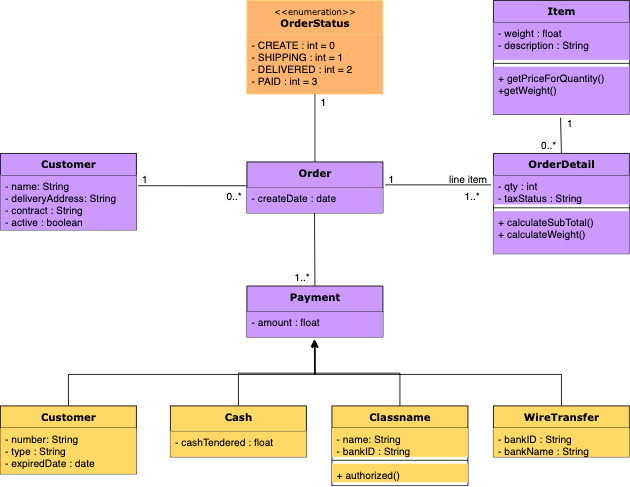 <<enumeration>>
OrderStatus
- CREATE : int = 0
- SHIPPING : int = 1
- DELIVERED : int = 2
- PAID : int = 3
1
Item
- weight : float
- description : String
+ getPriceForQuantity()
+getWeight()
1
0..*
Customer
- name: String
- deliveryAddress: String
- contract : String
- active : boolean
1
0..*
Order
- createDate : date
1
line item
1..*
OrderDetail
- qty : int
- taxStatus : String
+ calculateSubTotal()
+ calculateWeight()
1..*
Payment
- amount : float
Customer
- number: String
- type : String
- expiredDate : date
Cash
- cashTendered : float
Classname
- name: String
- bankID : String
+ authorized()
WireTransfer
- bankID : String
- bankName : String